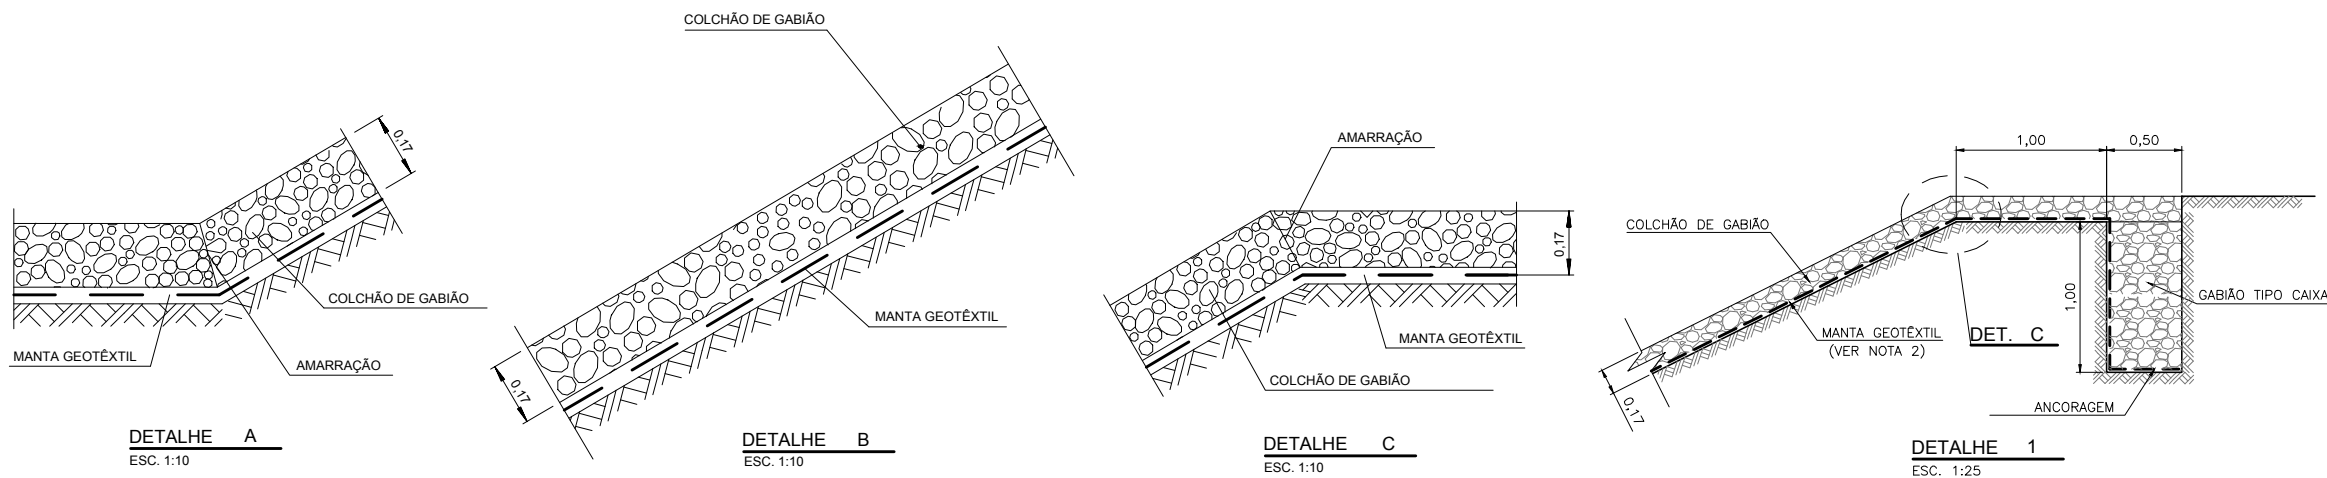 0,17
COLCHÃO DE GABIÃO
MANTA GEOTÊXTIL
AMARRAÇÃO
DETALHE A
ESC. 1:10
COLCHÃO DE GABIÃO
MANTA GEOTÊXTIL
0,17
DETALHE B
ESC. 1:10
AMARRAÇÃO
0,17
MANTA GEOTÊXTIL
COLCHÃO DE GABIÃO
DETALHE C
ESC. 1:10
1,00
0,50
COLCHÃO DE GABIÃO
1,00
GABIÃO TIPO CAIXA
MANTA GEOTÊXTIL
(VER NOTA 2)
DET. C
0,17
ANCORAGEM
DETALHE 1
ESC. 1:25